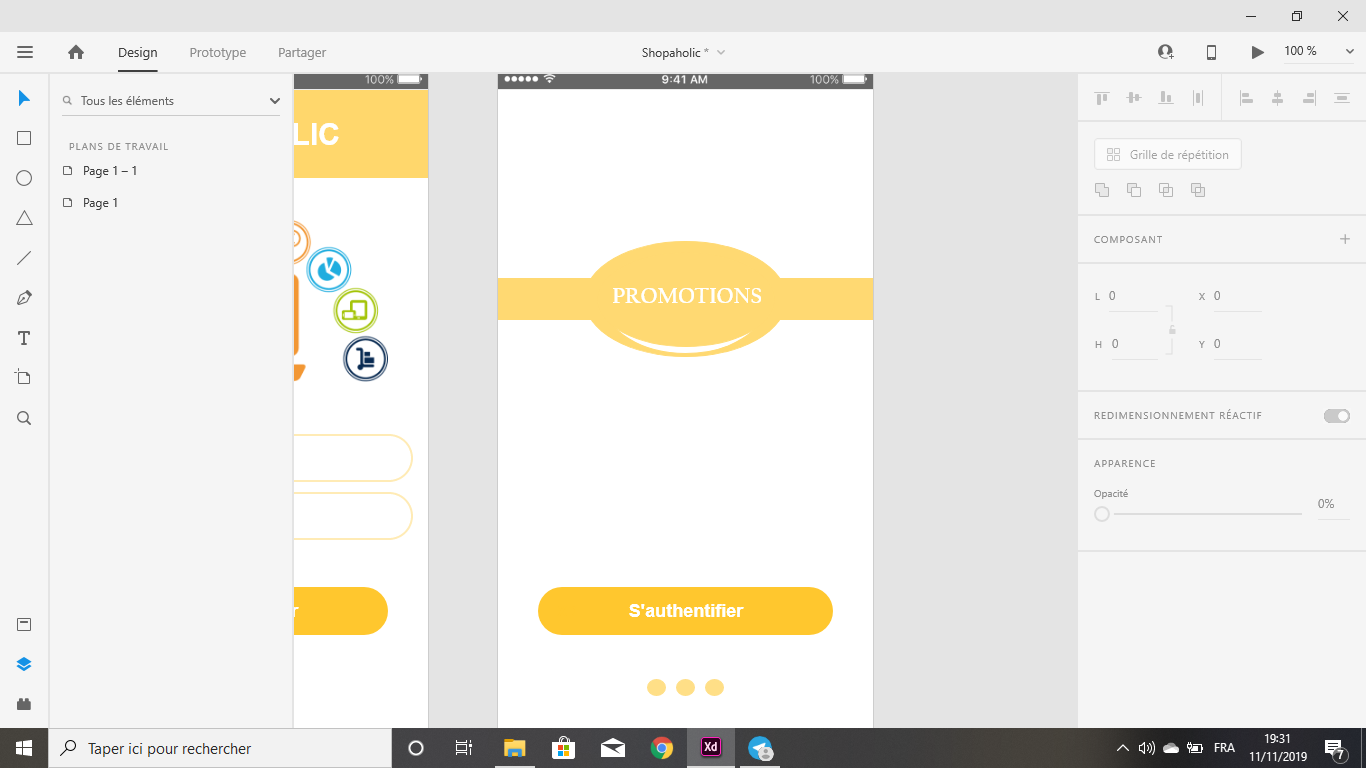 Design
Prototype
Partager
Shopaholic *
100 %
Tous les éléments
PLANS DE TRAVAIL
Page 1 – 1
Page 1
100%
LIC
r
9:41 AM
100%
PROMOTIONS
S'authentifier
Grille de répétition
COMPOSANT
L 0
X 0
H 0
Y 0
REDIMENSIONNEMENT RÉACTIF
APPARENCE
Opacité
0%
Taper ici pour rechercher
Xd
FRA
19:31
11/11/2019
7